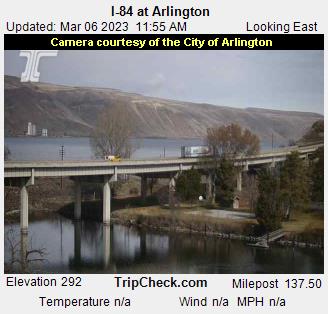 I-84 at Arlington
Updated: Mar 06 2023 11:55 AM Looking East
Camera courtesy of the City of Arlington
Elevation 292 TripCheck.com Milepost 137.50
Temperature n/a Wind n/a MPH n/a